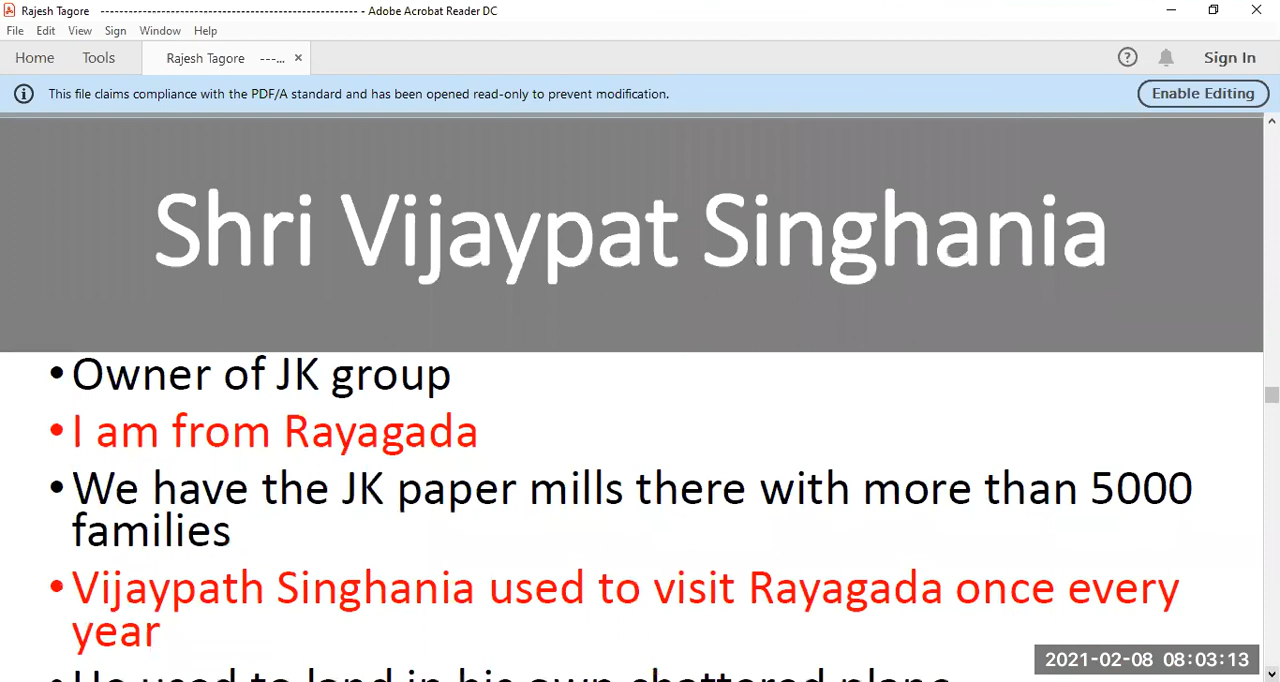 Rajesh Tagore ---------------------------------------------------- - Adobe Acrobat Reader DC
File Edit View Sign Window Help
Home Tools Rajesh Tagore ---... × Sign In
This file claims compliance with the PDF/A standard and has been opened read-only to prevent modification. Enable Editing
Shri Vijaypat Singhania
•Owner of JK group
•I am from Rayagada
•We have the JK paper mills there with more than 5000
families
•Vijaypath Singhania used to visit Rayagada once every
year
•He used to land in his own chattered plane
2021-02-08 08:03:13